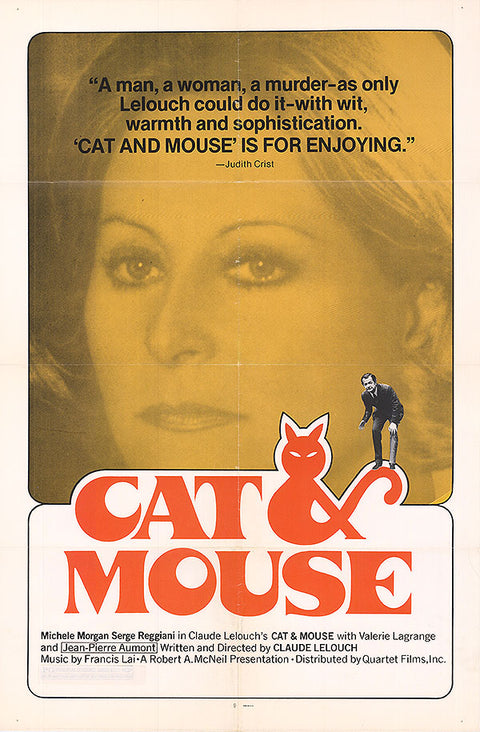 “A man, a woman, a murder-as only
Lelouch could do it-with wit,
warmth and sophistication.
‘CAT AND MOUSE’ IS FOR ENJOYING.”
—Judith Crist
CAT &
MOUSE
Michele Morgan Serge Reggiani in Claude Lelouch's CAT & MOUSE with Valerie Lagrange
and Jean-Pierre Aumont Written and Directed by CLAUDE LELOUCH
Music by Francis Lai • A Robert A. McNeil Presentation • Distributed by Quartet Films, Inc.